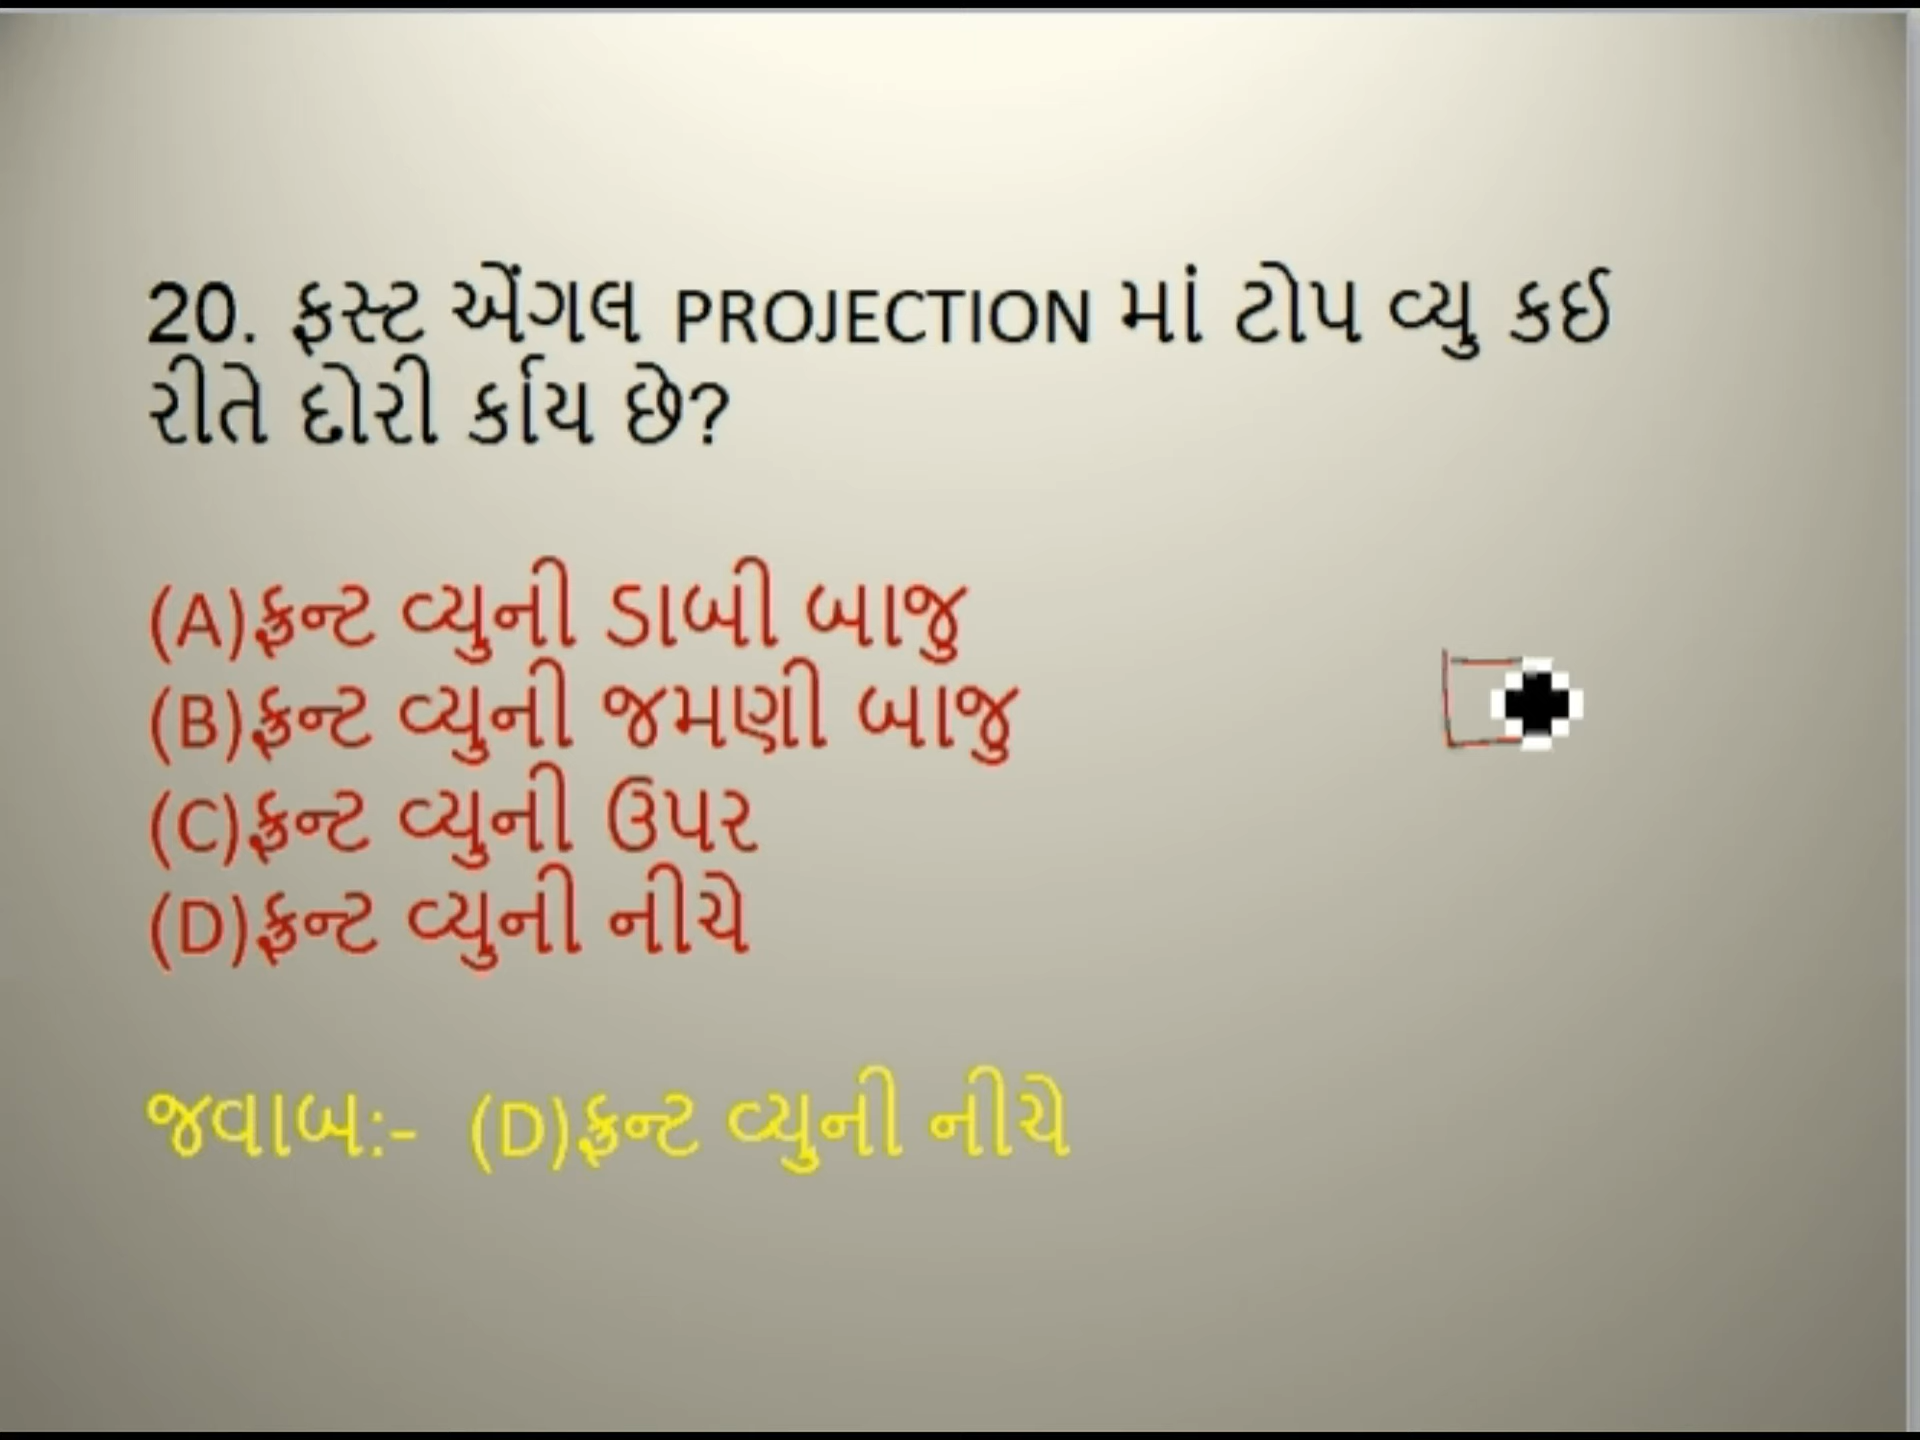 20. ફસ્ટ એંગલ PROJECTION માં ટોપ વ્યુ કઈ
રીતે દોરી ર્કાય છે?
(A)ફ્રન્ટ વ્યુની ડાબી બાજુ
(B)ફ્રન્ટ વ્યુની જમણી બાજુ
(C)ફ્રન્ટ વ્યુની ઉપર
(D)ફ્રન્ટ વ્યુની નીચે
જવાબ:- (D)ફ્રન્ટ વ્યુની નીચે